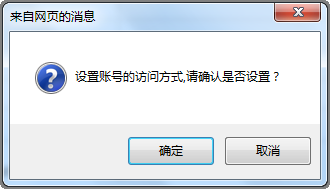 来自网页的消息
设置账号的访问方式,请确认是否设置？
确定
取消